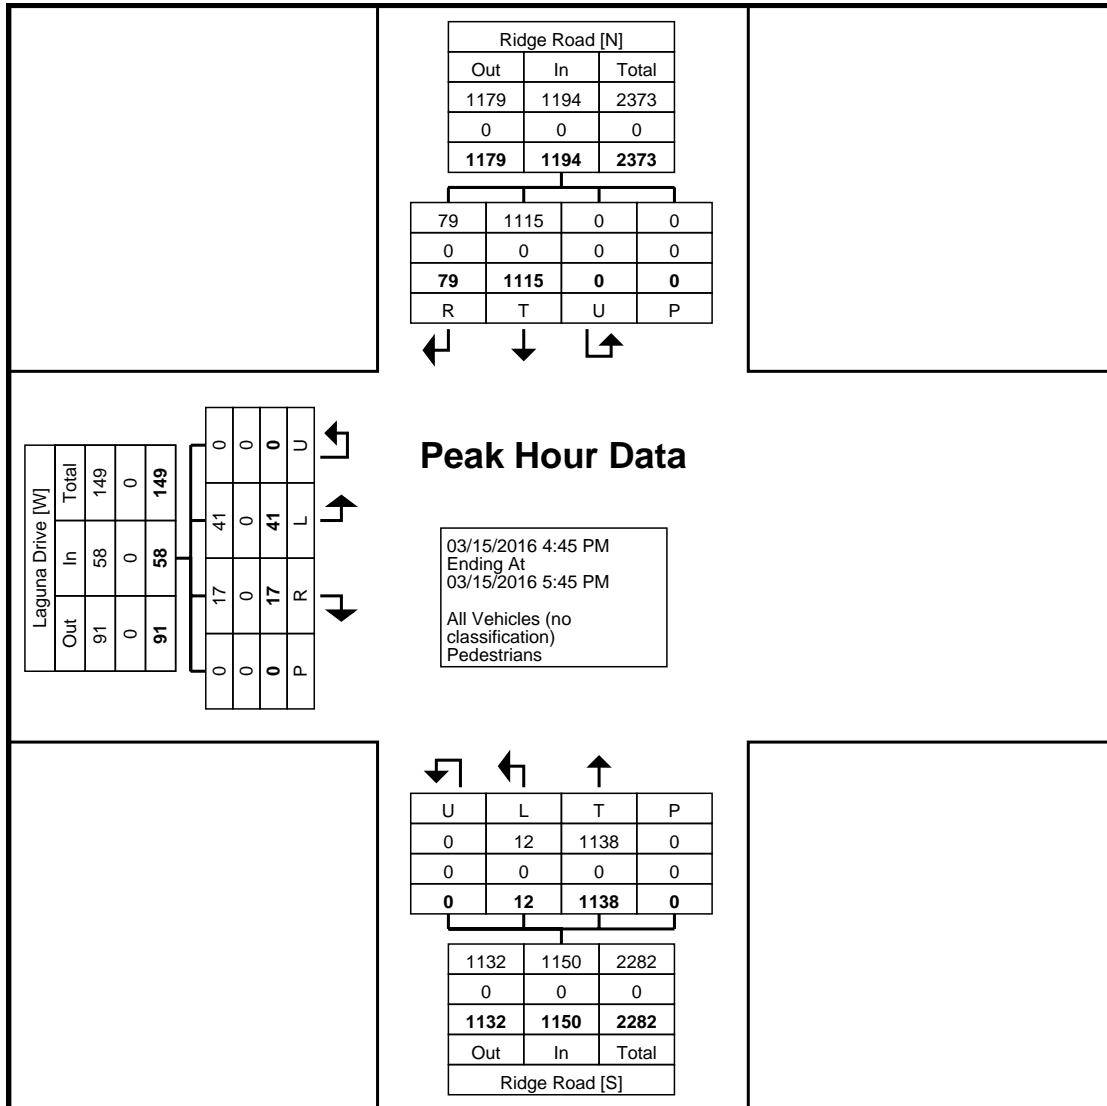 Ridge Road [N]
Out In Total
1179 1194 2373
0 0 0
1179 1194 2373
79 1115 0 0
0 0 0 0
79 1115 0 0
R T U P
Laguna Drive [W]
Out In Total
91 58 149
0 0 0
91 58 149
0 17 41 0
0 0 0 0
0 17 41 0
P R L U
Peak Hour Data
03/15/2016 4:45 PM
Ending At
03/15/2016 5:45 PM
All Vehicles (no
classification)
Pedestrians
U L T P
0 12 1138 0
0 0 0 0
0 12 1138 0
1132 1150 2282
0 0 0
1132 1150 2282
Out In Total
Ridge Road [S]